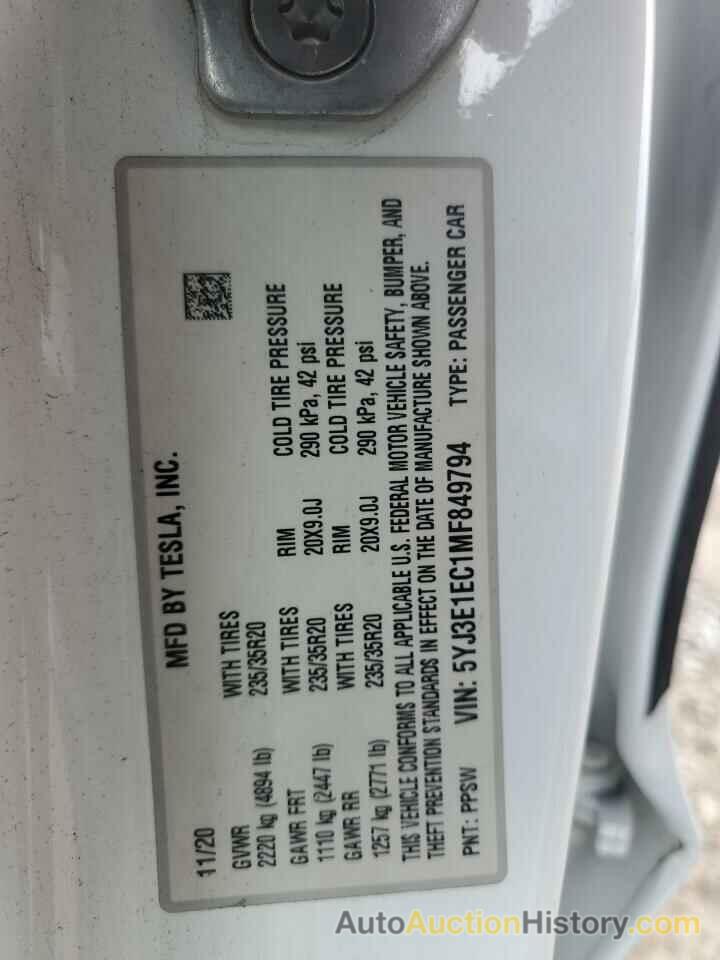 MFD BY TESLA, INC.
11/20
GVWR WITH TIRES RIM COLD TIRE PRESSURE
2220 kg (4894 lb) 235/35R20 20X9.0J 290 kPa, 42 psi
GAWR FRT WITH TIRES RIM COLD TIRE PRESSURE
1110 kg (2447 lb) 235/35R20 20X9.0J 290 kPa, 42 psi
GAWR RR
1257 kg (2771 lb) 235/35R20
THIS VEHICLE CONFORMS TO ALL APPLICABLE U.S. FEDERAL MOTOR VEHICLE SAFETY, BUMPER, AND
THEFT PREVENTION STANDARDS IN EFFECT ON THE DATE OF MANUFACTURE SHOWN ABOVE.
PNT: PPSW VIN: 5YJ3E1EC1MF849794 TYPE: PASSENGER CAR
AutoAuctionHistory.com